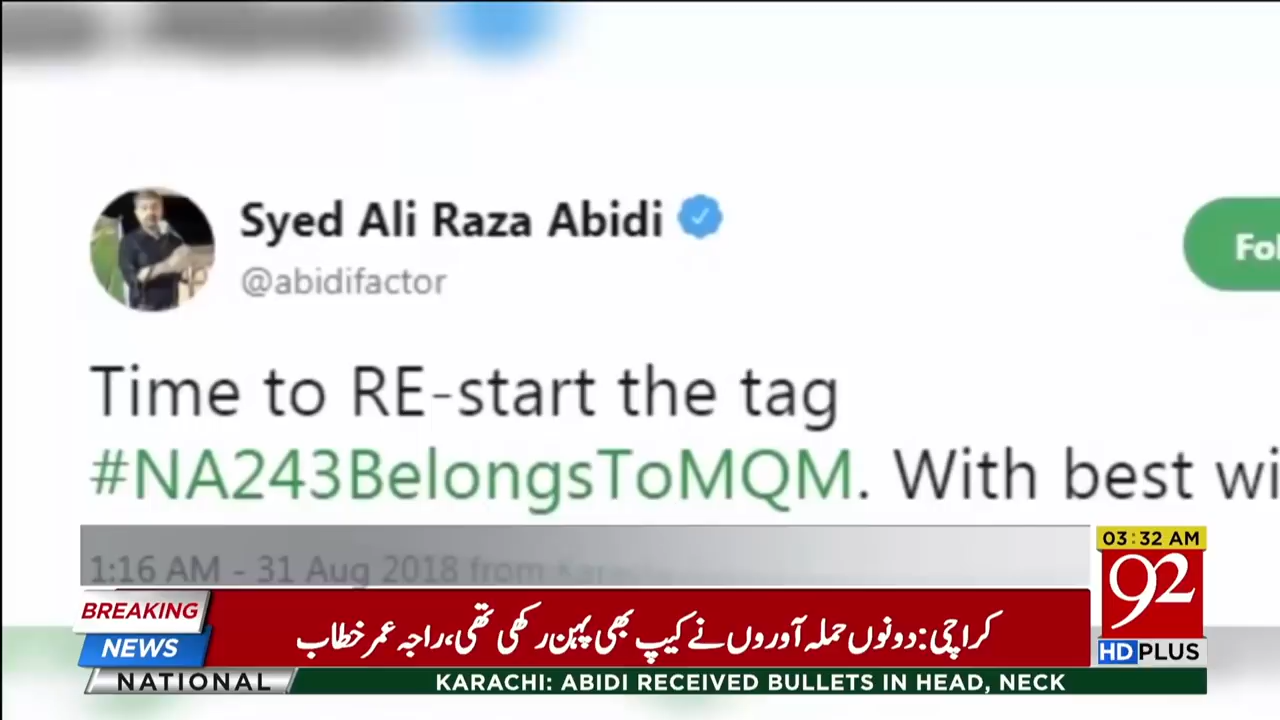 Syed Ali Raza Abidi
@abidifactor
Time to RE-start the tag
#NA243BelongsToMQM. With best wi
1:16 AM - 31 Aug 2018 from
03:32 AM
92
HD PLUS
BREAKING
NEWS
کراچی: دونوں حملہ آوروں نے کیپ بھی پہن رکھی تھی، راجہ عمر خطاب
NATIONAL
KARACHI: ABIDI RECEIVED BULLETS IN HEAD, NECK